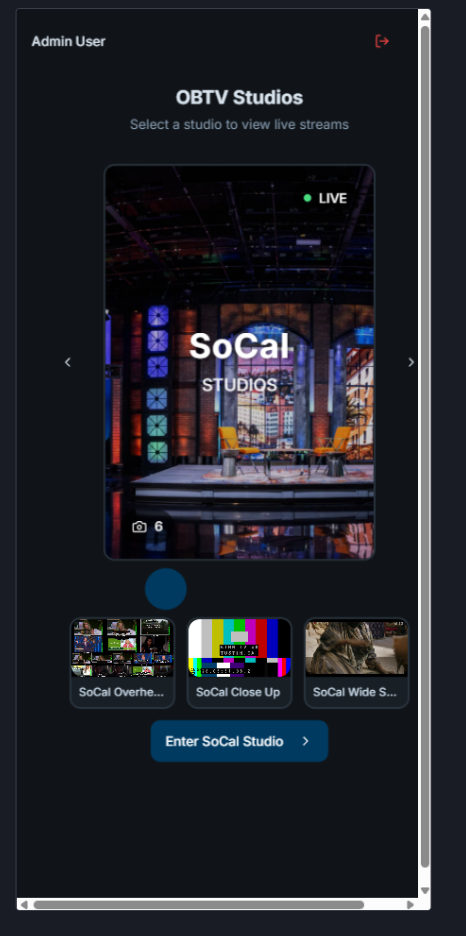 Admin User
OBTV Studios
Select a studio to view live streams
LIVE
SoCal
STUDIOS
6
SoCal Overhe...
SoCal Close Up
SoCal Wide S...
Enter SoCal Studio